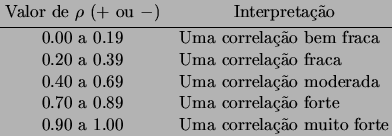 Valor de ρ (+ ou −) Interpretação
0.00 a 0.19 Uma correlação bem fraca
0.20 a 0.39 Uma correlação fraca
0.40 a 0.69 Uma correlação moderada
0.70 a 0.89 Uma correlação forte
0.90 a 1.00 Uma correlação muito forte